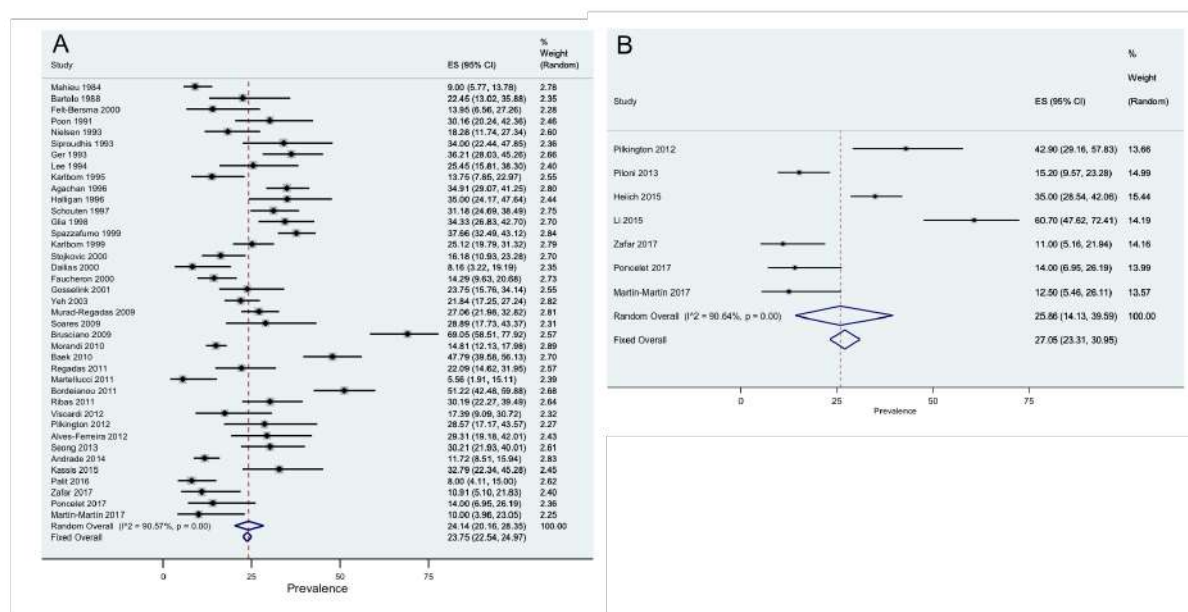 A
%
Weight
Study ES (95% CI) (Random)
Mahieu 1984 9.00 (5.77, 13.78) 2.78
Bartolo 1988 22.45 (13.02, 35.88) 2.35
Felt-Bersma 2000 13.95 (6.56, 27.26) 2.28
Poon 1991 30.16 (20.24, 42.36) 2.46
Nielsen 1993 18.28 (11.74, 27.34) 2.60
Siproudhis 1993 34.00 (22.44, 47.85) 2.36
Ger 1993 36.21 (28.03, 45.26) 2.66
Lee 1994 25.45 (15.81, 38.30) 2.40
Karlbom 1995 13.75 (7.85, 22.97) 2.55
Agachan 1996 34.91 (29.07, 41.25) 2.80
Halligan 1996 35.00 (24.17, 47.64) 2.44
Schouten 1997 31.18 (24.69, 38.49) 2.75
Glia 1998 34.33 (26.83, 42.70) 2.70
Spazzafumo 1999 37.66 (32.49, 43.12) 2.84
Karlbom 1999 25.12 (19.79, 31.32) 2.79
Stojkovic 2000 16.18 (10.93, 23.28) 2.70
Dailias 2000 8.16 (3.22, 19.19) 2.35
Faucheron 2000 14.29 (9.63, 20.68) 2.73
Gosselink 2001 23.75 (15.76, 34.14) 2.55
Yeh 2003 21.84 (17.25, 27.24) 2.82
Murad-Regadas 2009 27.06 (21.98, 32.82) 2.81
Soares 2009 28.89 (17.73, 43.37) 2.31
Brusciano 2009 69.05 (58.51, 77.92) 2.57
Morandi 2010 14.81 (12.13, 17.98) 2.89
Baek 2010 47.79 (39.58, 56.13) 2.70
Regadas 2011 22.09 (14.62, 31.95) 2.57
Martellucci 2011 5.56 (1.91, 15.11) 2.39
Bordeianou 2011 51.22 (42.48, 59.88) 2.68
Ribas 2011 30.19 (22.27, 39.49) 2.64
Viscardi 2012 17.39 (9.09, 30.72) 2.32
Pilkington 2012 28.57 (17.17, 43.57) 2.27
Alves-Ferreira 2012 29.31 (19.18, 42.01) 2.43
Seong 2013 30.21 (21.93, 40.01) 2.61
Andrade 2014 11.72 (8.51, 15.94) 2.83
Kassis 2015 32.79 (22.34, 45.28) 2.45
Palit 2016 8.00 (4.11, 15.00) 2.62
Zafar 2017 10.91 (5.10, 21.83) 2.40
Poncelet 2017 14.00 (6.95, 26.19) 2.36
Martin-Martin 2017 10.00 (3.96, 23.05) 2.25
Random Overall (I^2 = 90.57%, p = 0.00) 24.14 (20.16, 28.35) 100.00
Fixed Overall 23.75 (22.54, 24.97)
0 25 50 75
Prevalence
B
%
Weight
Study ES (95% CI) (Random)
Pilkington 2012 42.90 (29.16, 57.83) 13.66
Piloni 2013 15.20 (9.57, 23.28) 14.99
Heiich 2015 35.00 (28.54, 42.06) 15.44
Li 2015 60.70 (47.62, 72.41) 14.19
Zafar 2017 11.00 (5.16, 21.94) 14.16
Poncelet 2017 14.00 (6.95, 26.19) 13.99
Martin-Martin 2017 12.50 (5.46, 26.11) 13.57
Random Overall (I^2 = 90.64%, p = 0.00) 25.86 (14.13, 39.59) 100.00
Fixed Overall 27.05 (23.31, 30.95)
0 25 50 75
Prevalence